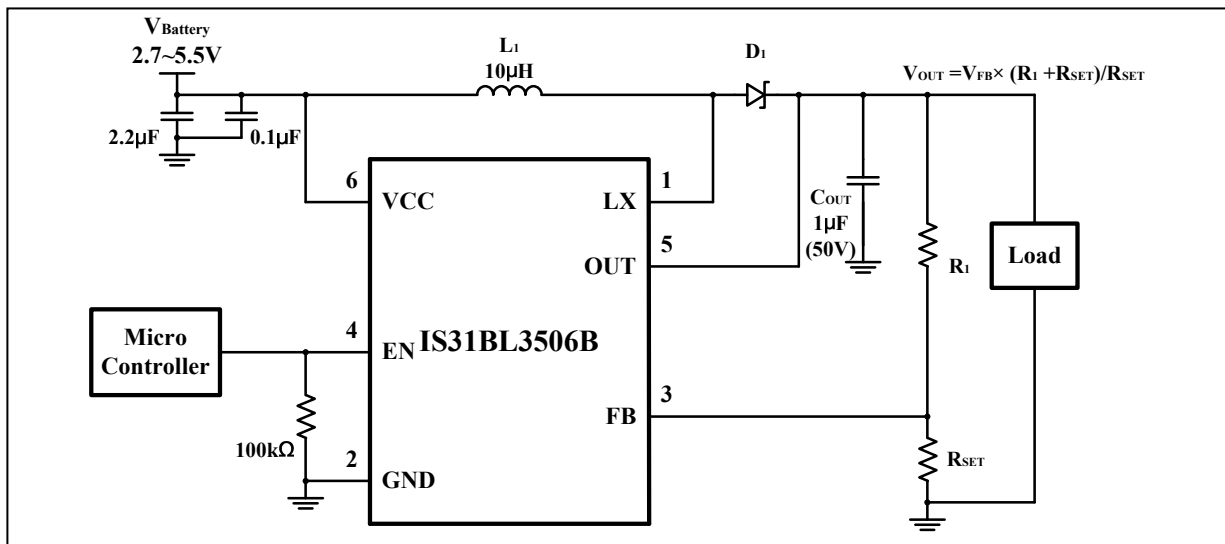 VBattery
2.7~5.5V
L1
10µH
D1
VOUT =VFB× (R1 +RSET)/RSET
2.2µF
0.1µF
6
VCC
1
LX
COUT
1µF
(50V)
5
OUT
R1
Load
Micro
Controller
4
EN
IS31BL3506B
3
FB
100kΩ
2
GND
RSET